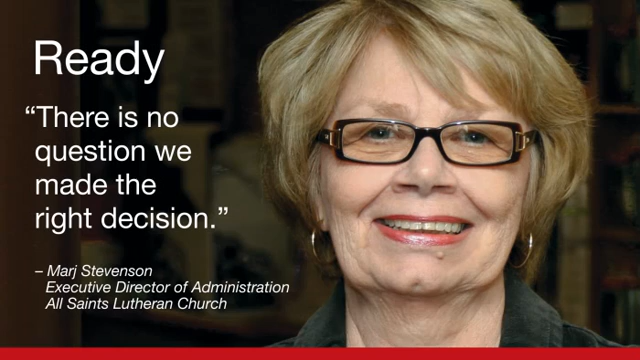 Ready
“There is no
question we
made the
right decision.”
– Marj Stevenson
Executive Director of Administration
All Saints Lutheran Church